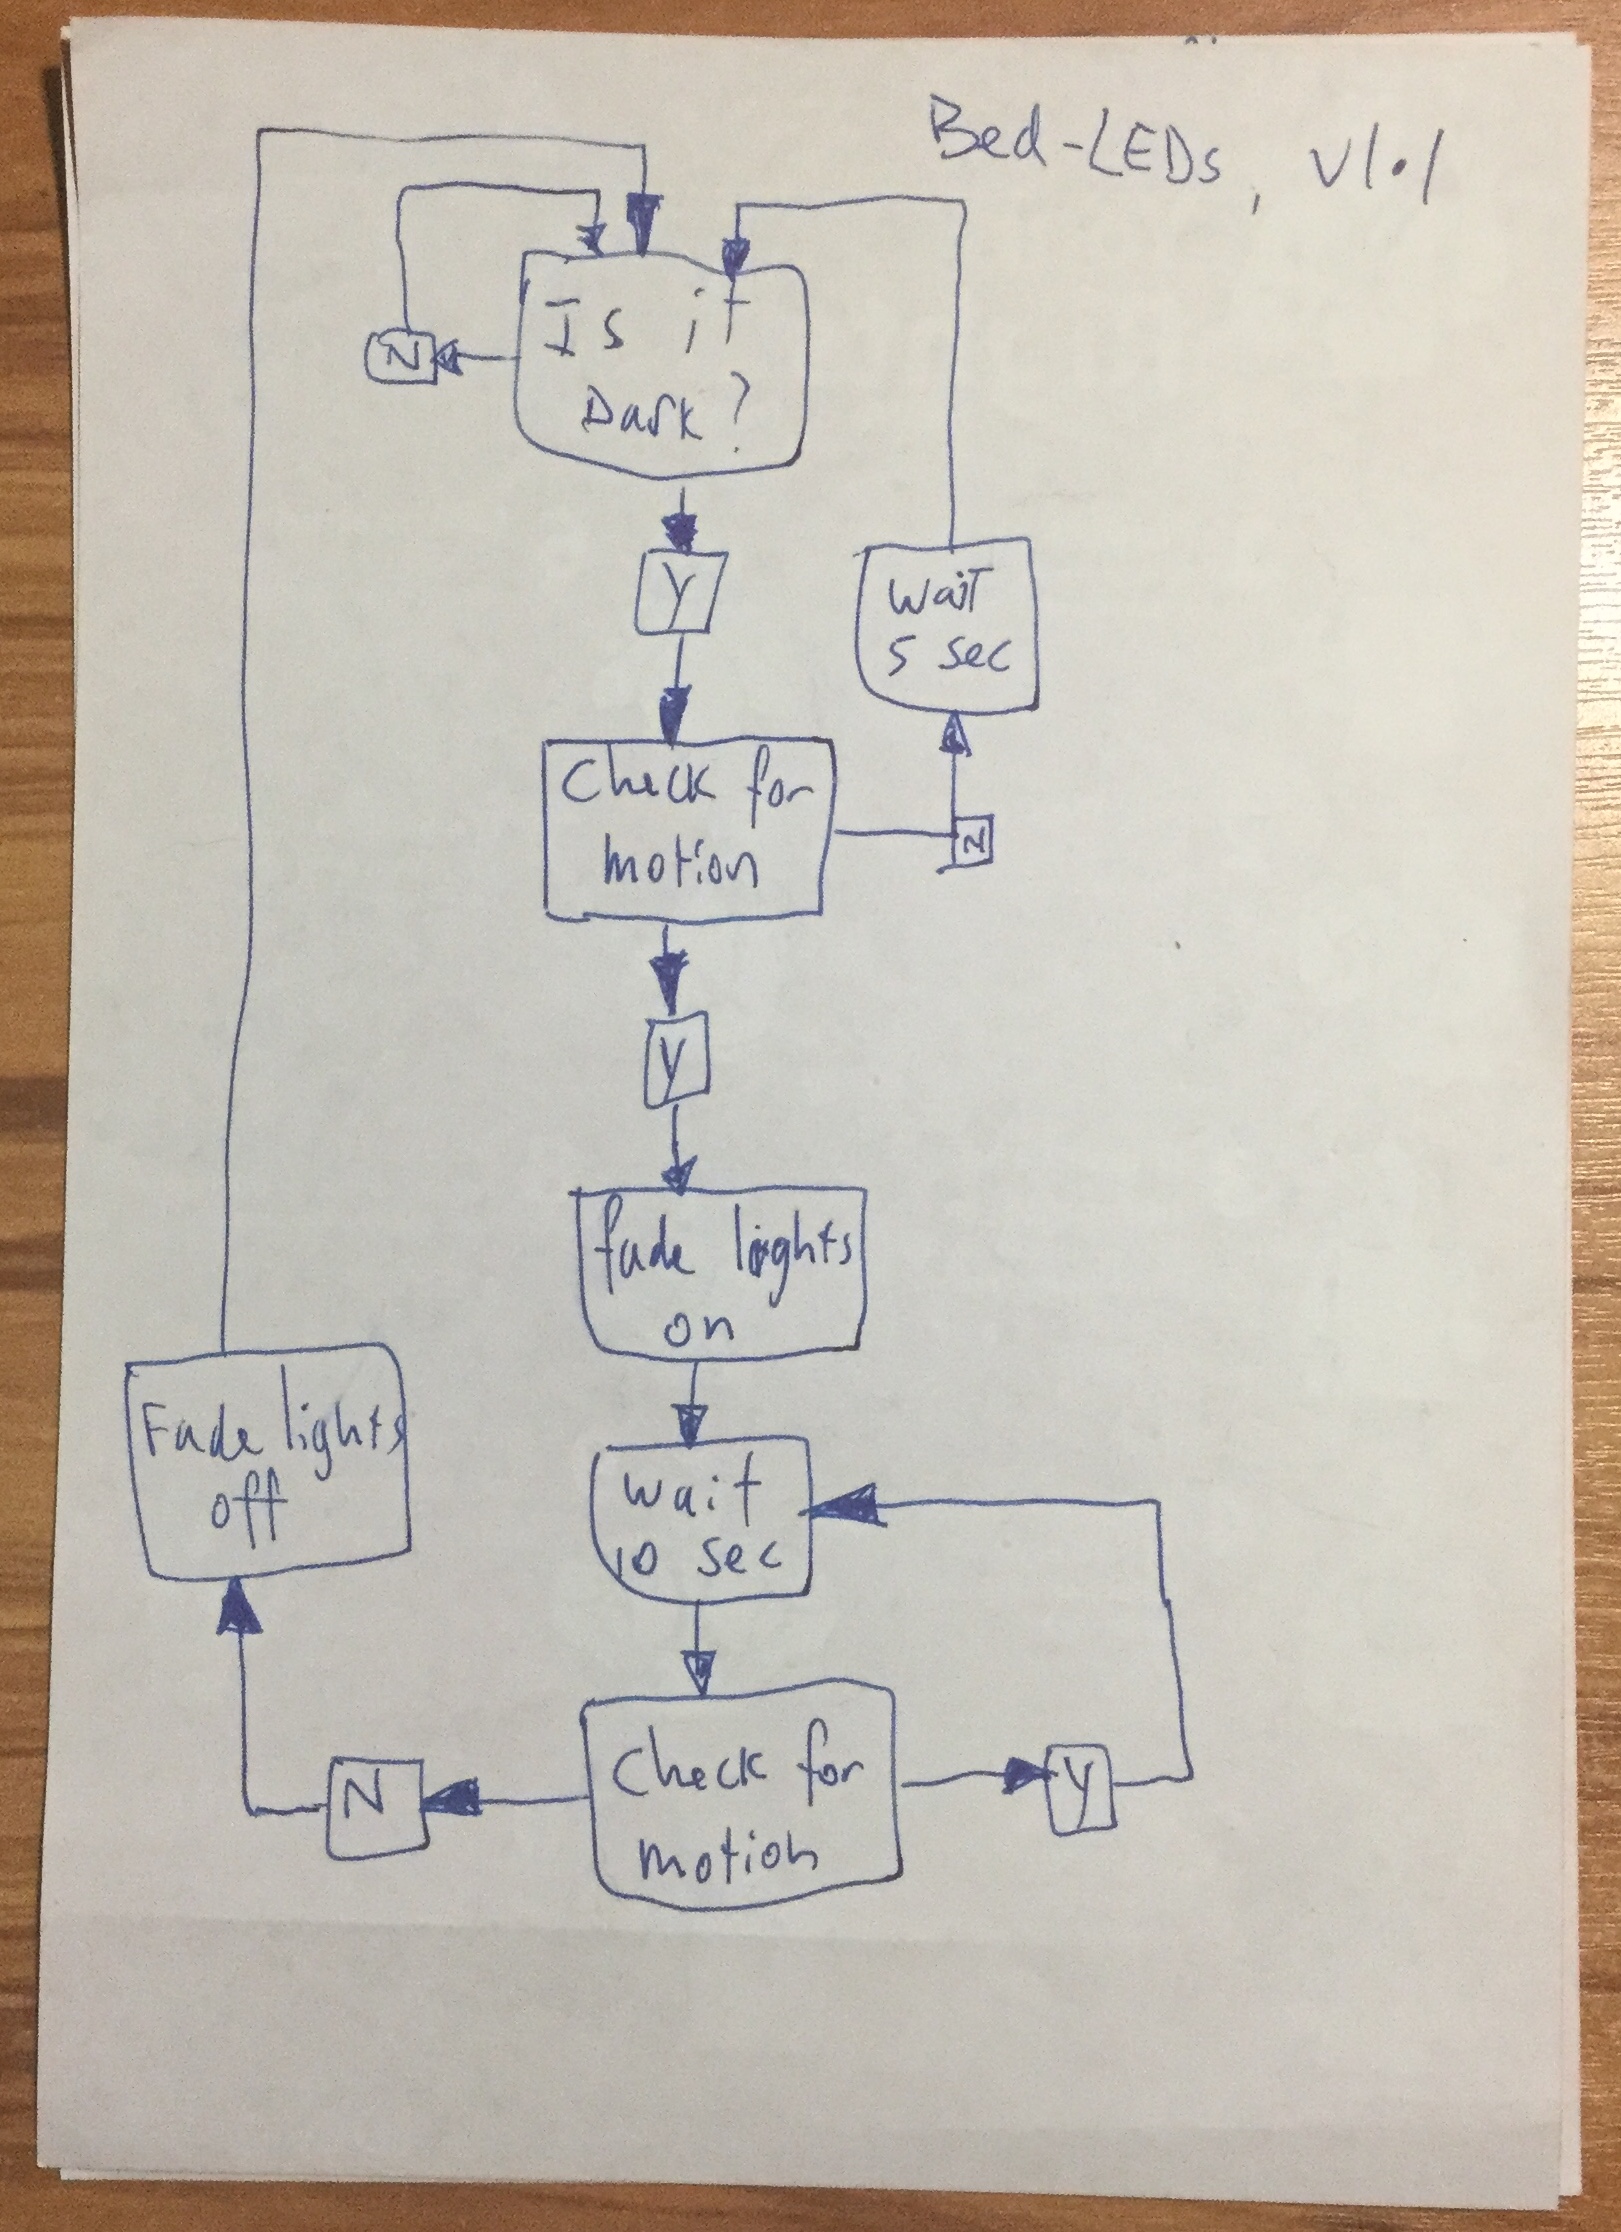 Bed-LEDs, v1.1
Is it
Dark?
N
Y
Wait
5 sec
Check for
motion
N
Y
fade lights
on
Fade lights
off
wait
10 sec
Check for
motion
N
Y